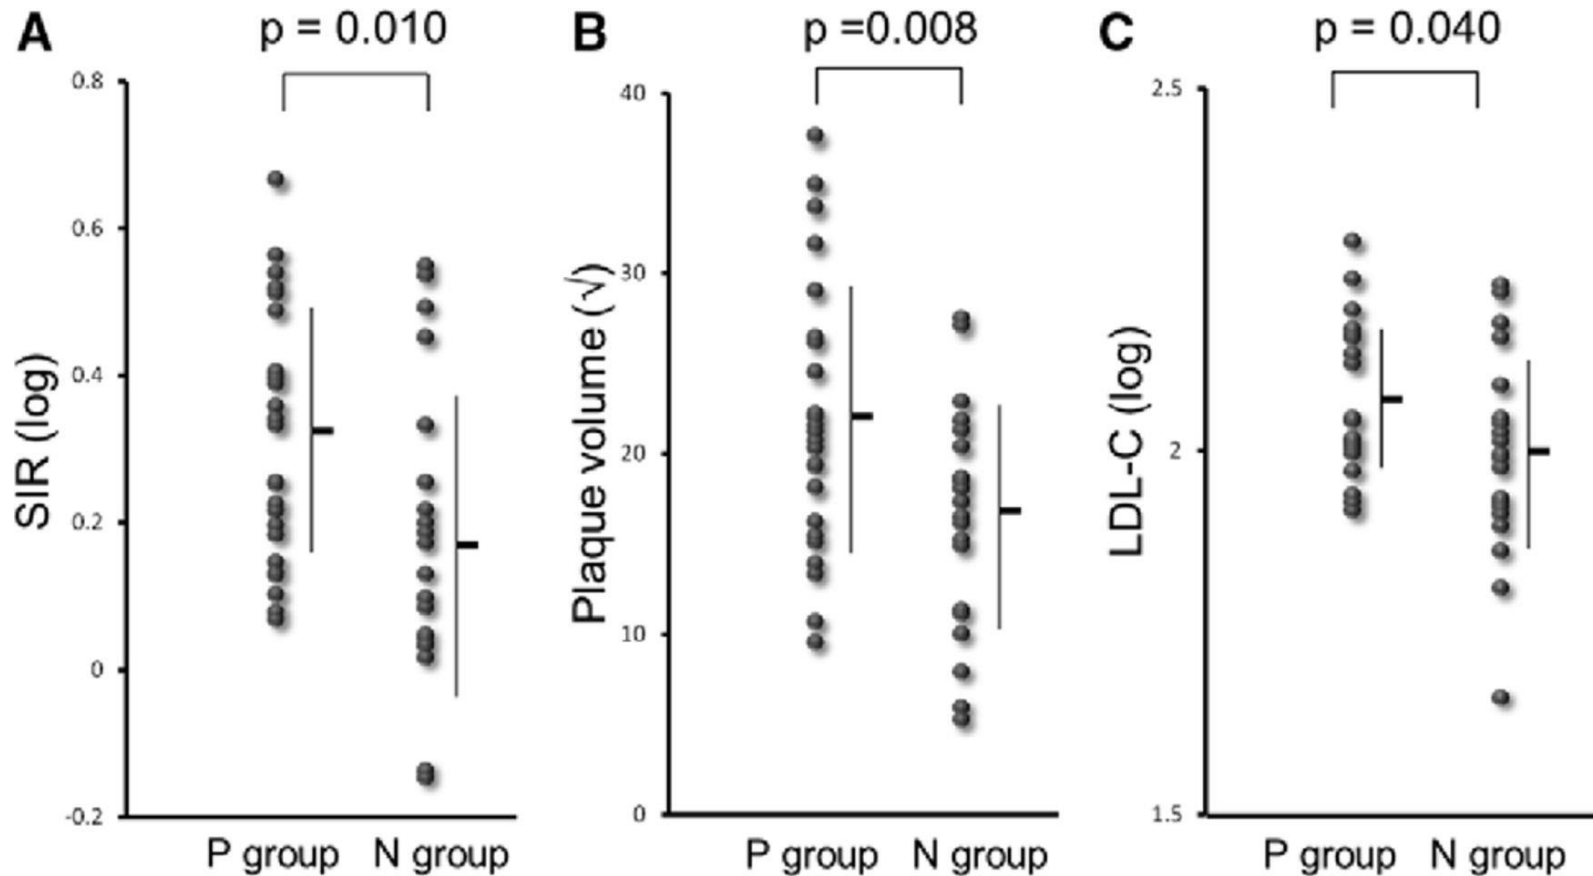 A
p = 0.010
0.8
0.6
0.4
0.2
0
-0.2
SIR (log)
P group
N group
B
p =0.008
40
30
20
10
0
Plaque volume (√)
P group
N group
C
p = 0.040
2.5
2
1.5
LDL-C (log)
P group
N group